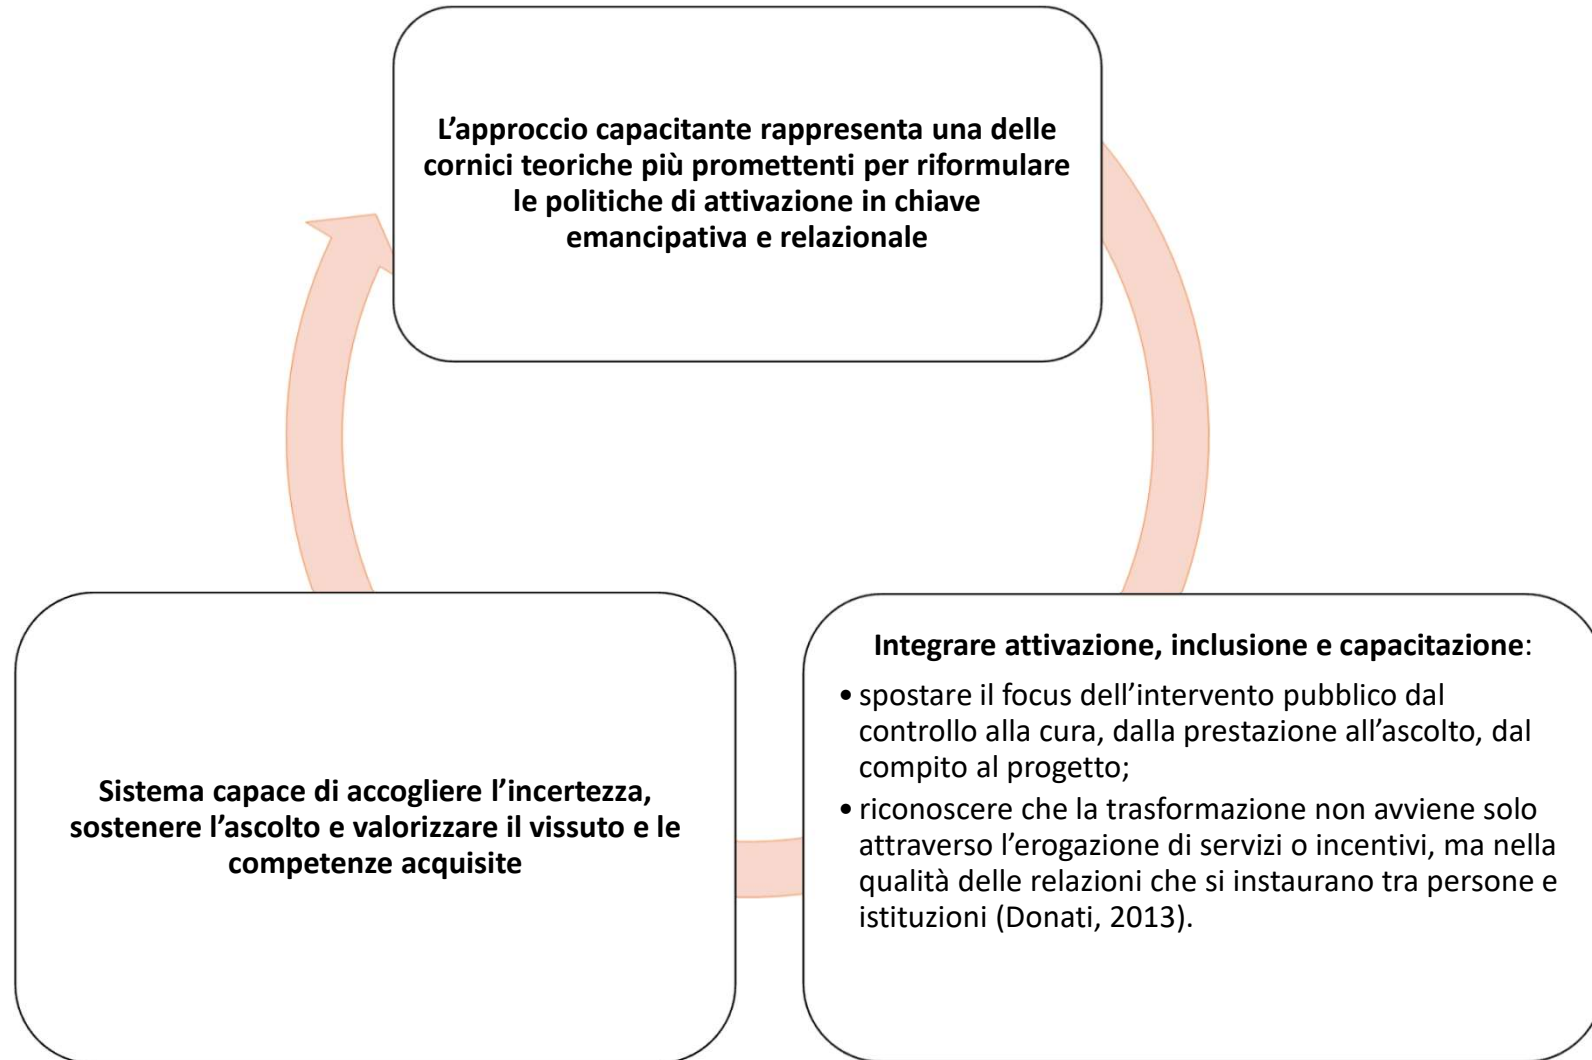 L’approccio capacitante rappresenta una delle
cornici teoriche più promettenti per riformulare
le politiche di attivazione in chiave
emancipativa e relazionale
Integrare attivazione, inclusione e capacitazione:
• spostare il focus dell’intervento pubblico dal
controllo alla cura, dalla prestazione all’ascolto, dal
compito al progetto;
• riconoscere che la trasformazione non avviene solo
attraverso l’erogazione di servizi o incentivi, ma nella
qualità delle relazioni che si instaurano tra persone e
istituzioni (Donati, 2013).
Sistema capace di accogliere l’incertezza,
sostenere l’ascolto e valorizzare il vissuto e le
competenze acquisite